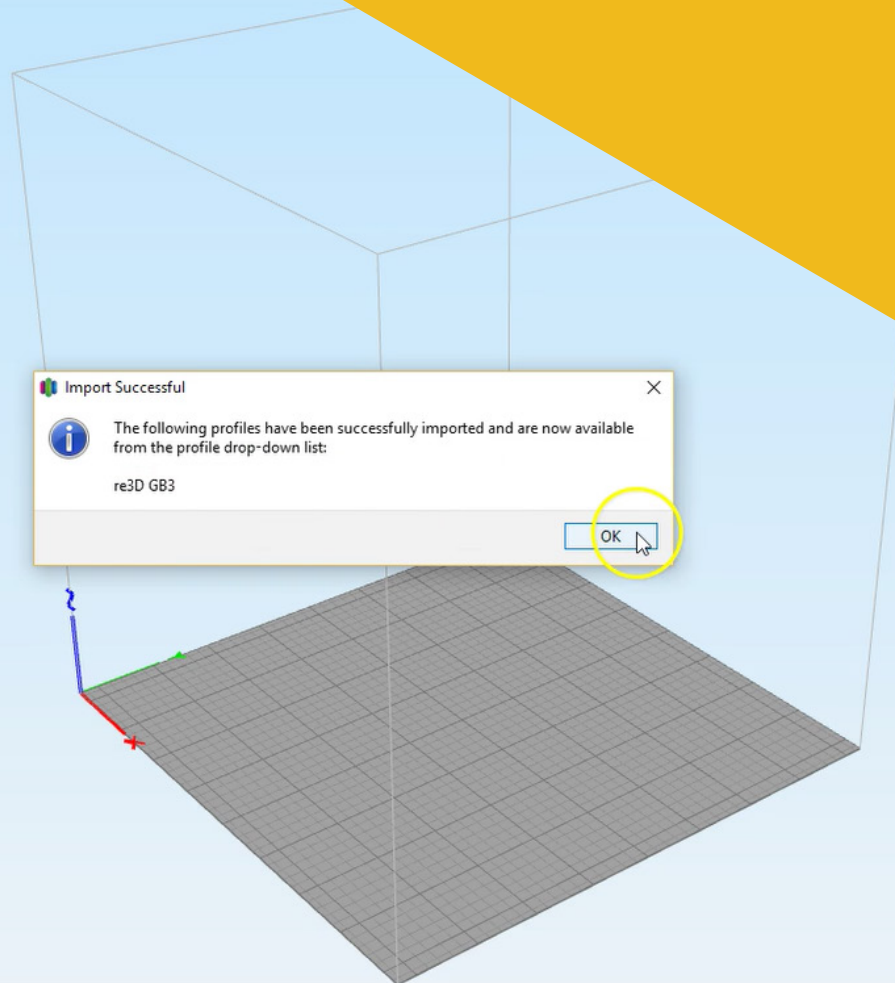 Import Successful
The following profiles have been successfully imported and are now available
from the profile drop-down list:
re3D GB3
OK